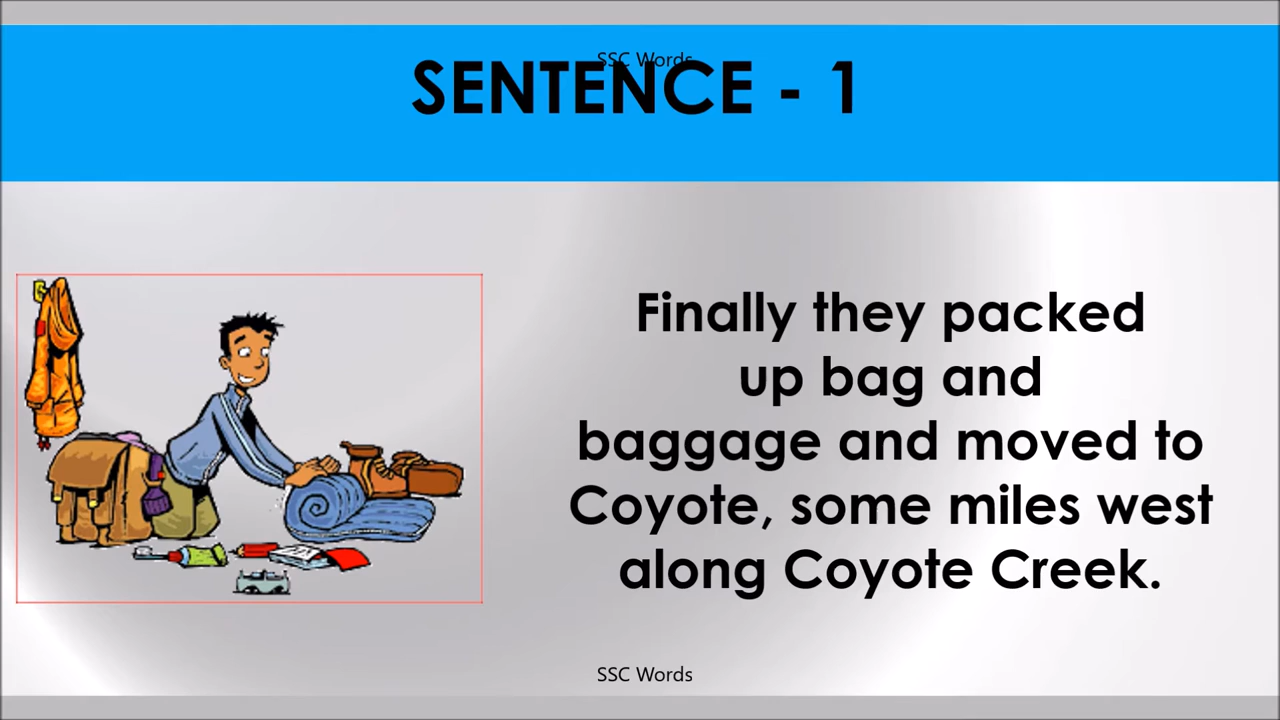 SSC Words
SENTENCE - 1
Finally they packed
up bag and
baggage and moved to
Coyote, some miles west
along Coyote Creek.
SSC Words